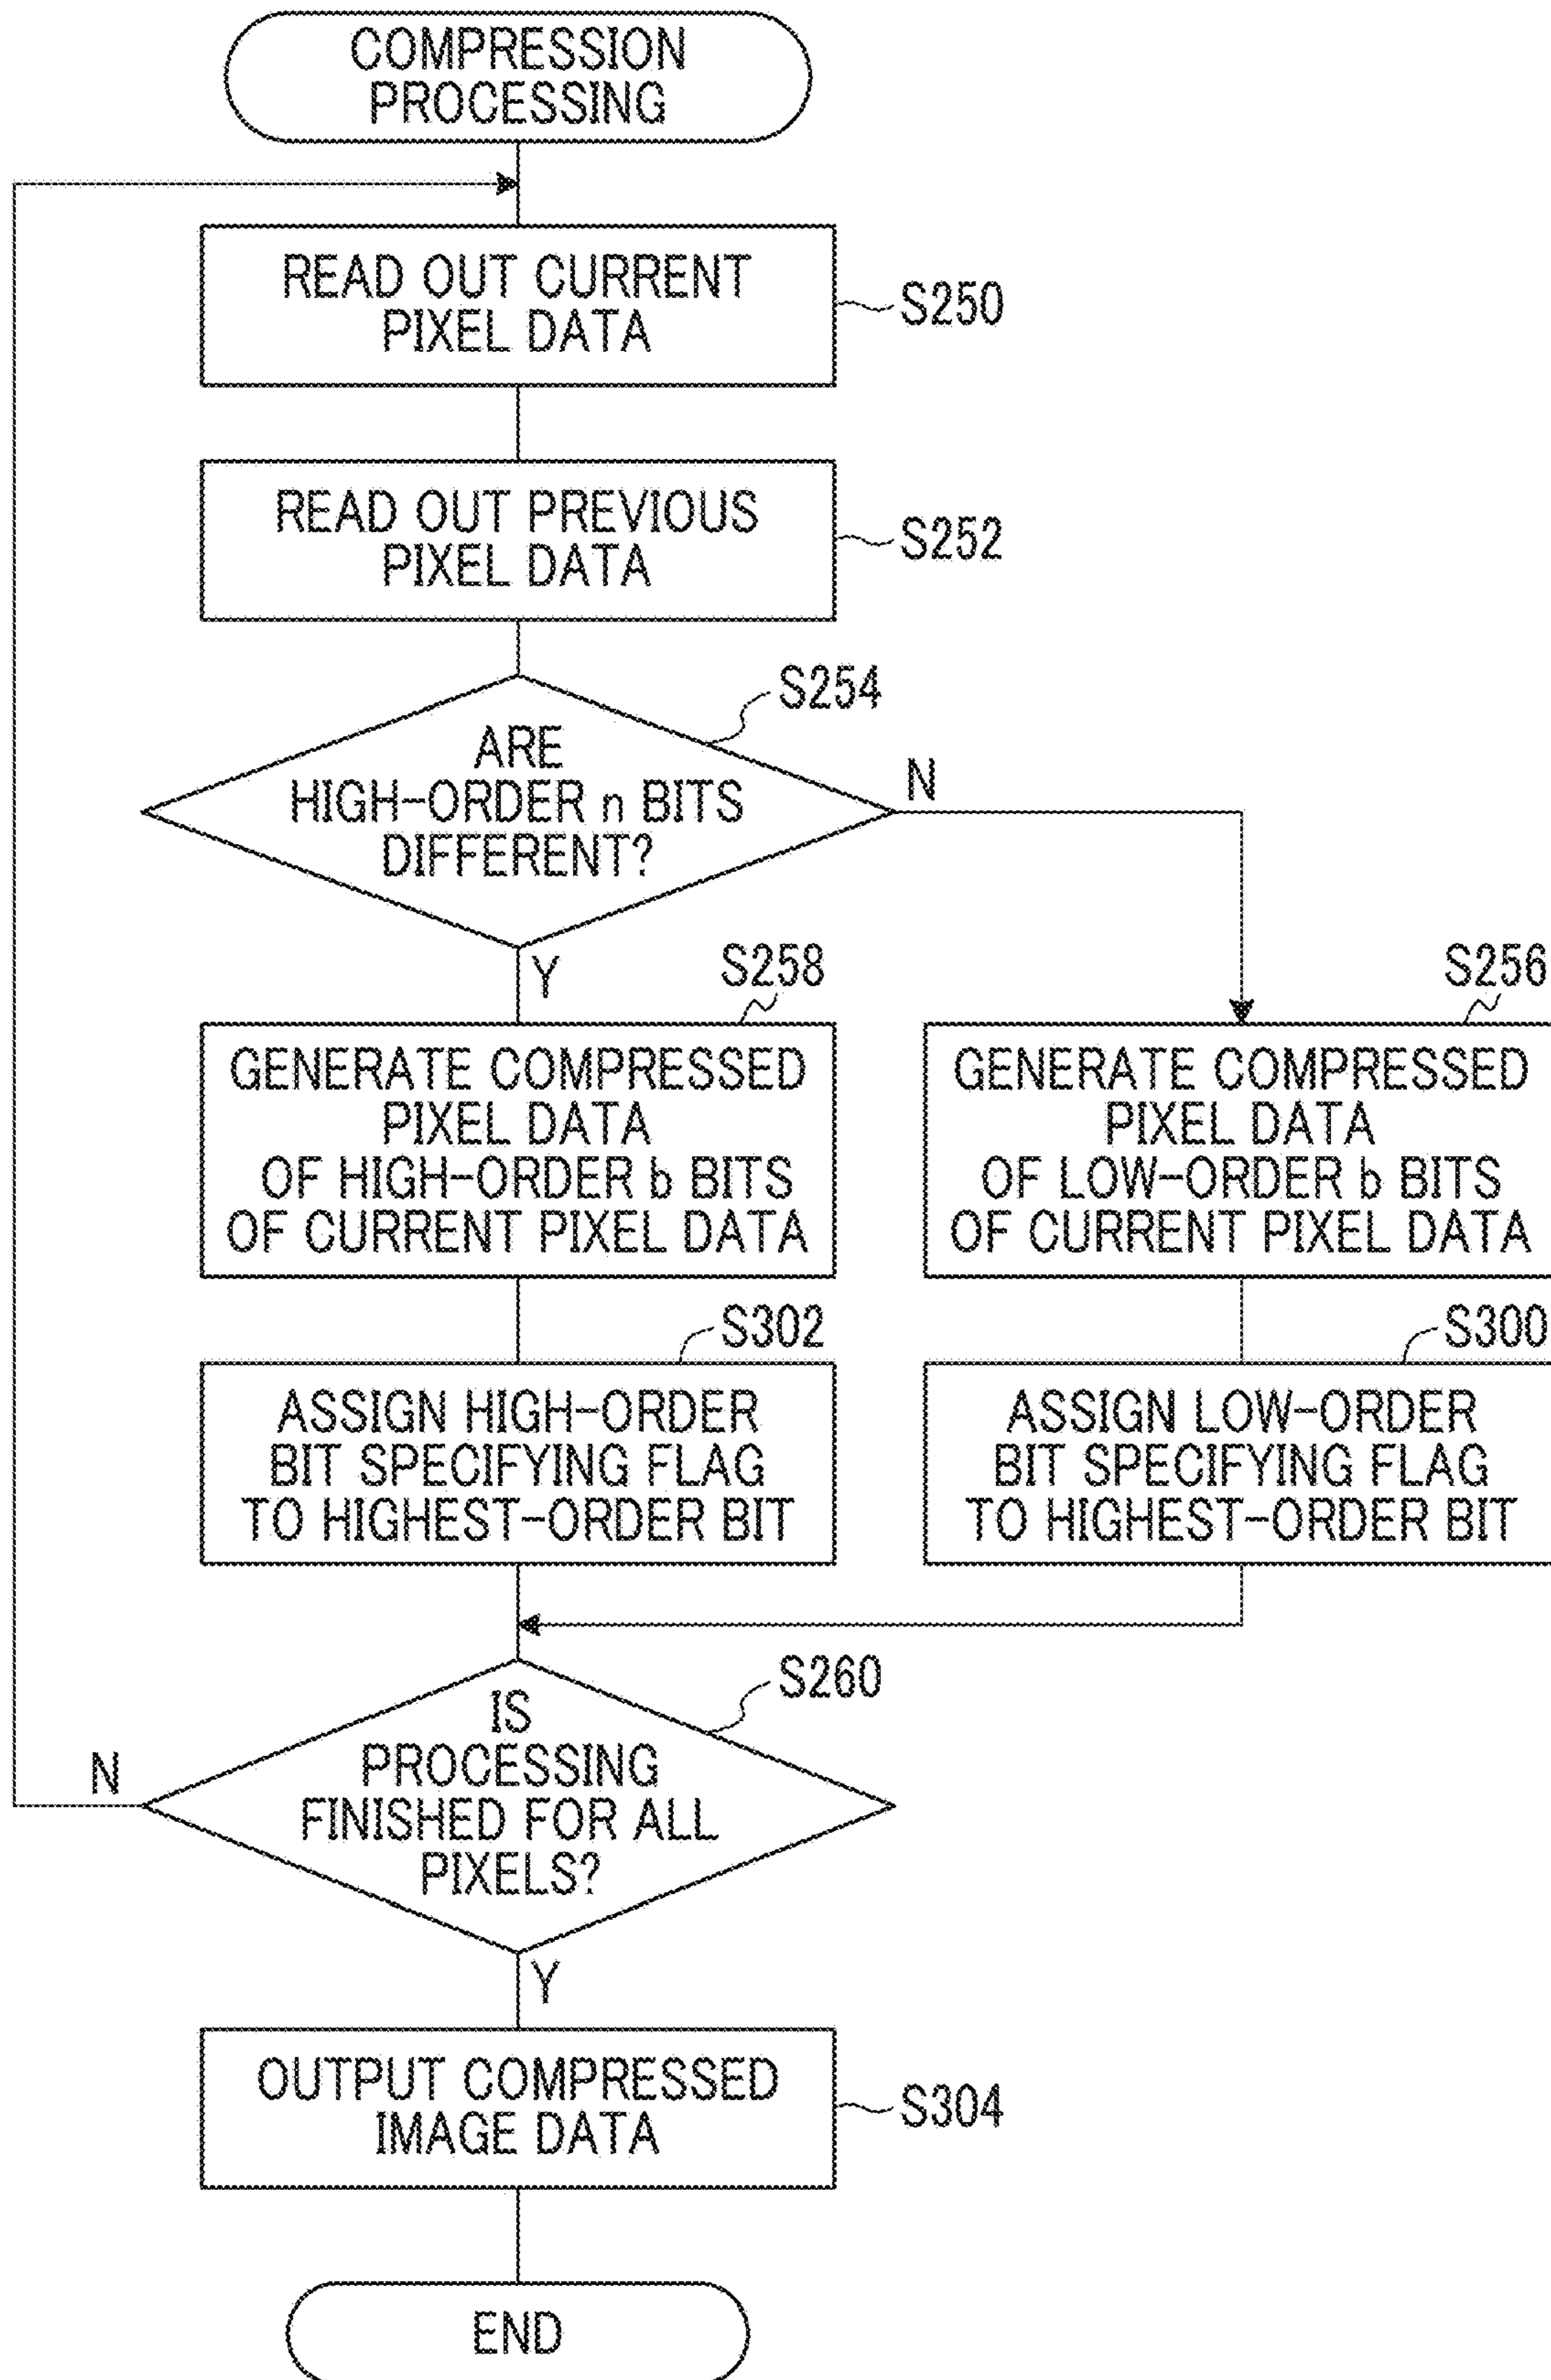 COMPRESSION
PROCESSING
READ OUT CURRENT
PIXEL DATA
S250
READ OUT PREVIOUS
PIXEL DATA
S252
S254
ARE
HIGH-ORDER n BITS
DIFFERENT?
N
Y
S258
GENERATE COMPRESSED
PIXEL DATA
OF HIGH-ORDER b BITS
OF CURRENT PIXEL DATA
S256
GENERATE COMPRESSED
PIXEL DATA
OF LOW-ORDER b BITS
OF CURRENT PIXEL DATA
S302
ASSIGN HIGH-ORDER
BIT SPECIFYING FLAG
TO HIGHEST-ORDER BIT
S300
ASSIGN LOW-ORDER
BIT SPECIFYING FLAG
TO HIGHEST-ORDER BIT
S260
IS
PROCESSING
FINISHED FOR ALL
PIXELS?
N
Y
OUTPUT COMPRESSED
IMAGE DATA
S304
END